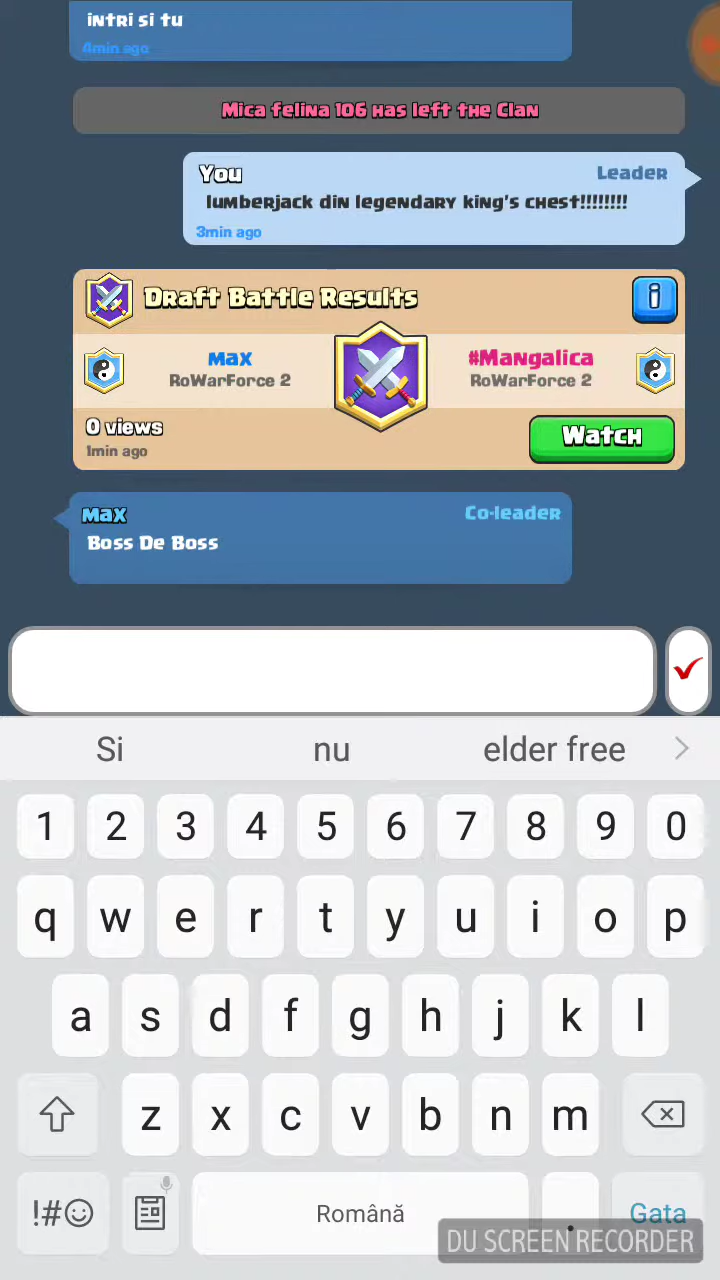 intri si tu
4min ago
Mica felina 106 has left the Clan
You
Leader
lumberjack din legendary king's chest!!!!!!!!
3min ago
Draft Battle Results
i
max
#Mangalica
RoWarForce 2
RoWarForce 2
0 views
1min ago
Watch
max
Co-leader
Boss De Boss
Si nu elder free
1 2 3 4 5 6 7 8 9 0
q w e r t y u i o p
a s d f g h j k l
z x c v b n m
!#☺ Română . Gata
DU SCREEN RECORDER